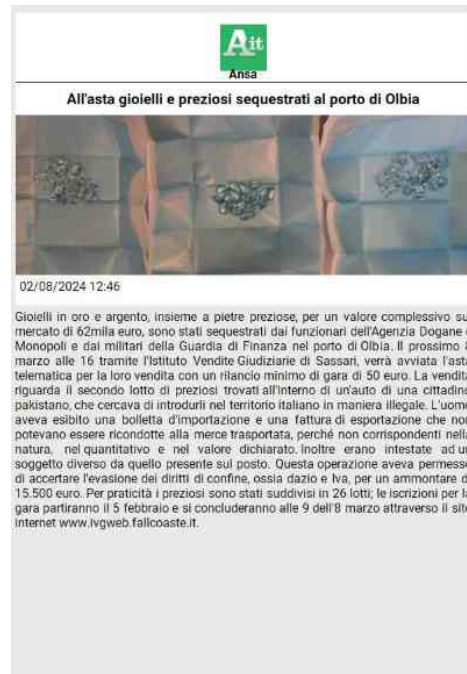 Ait
Ansa
All'asta gioielli e preziosi sequestrati al porto di Olbia
02/08/2024 12:46
Gioielli in oro e argento, insieme a pietre preziose, per un valore complessivo su
mercato di 62mila euro, sono stati sequestrati dai funzionari dell'Agenzia Dogane e
Monopoli e dai militari della Guardia di Finanza nel porto di Olbia. Il prossimo 8
marzo alle 16 tramite l'Istituto Vendite Giudiziarie di Sassari, verrà avviata l'asta
telematica per la loro vendita con un rilancio minimo di gara di 50 euro. La vendita
riguarda il secondo lotto di preziosi trovati all'interno di un'auto di una cittadino
pakistano, che cercava di introdurli nel territorio italiano in maniera illegale. L'uomo
aveva esibito una bolletta d'importazione e una fattura di esportazione che non
potevano essere ricondotte alla merce trasportata, perché non corrispondenti nella
natura, nel quantitativo e nel valore dichiarato. Inoltre erano intestate ad un
soggetto diverso da quello presente sul posto. Questa operazione aveva permesso
di accertare l'evasione dei diritti di confine, ossia dazio e Iva, per un ammontare di
15.500 euro. Per praticità i preziosi sono stati suddivisi in 26 lotti; le iscrizioni per la
gara partiranno il 5 febbraio e si concluderanno alle 9 dell'8 marzo attraverso il sito
internet www.ivgweb.fallcoaste.it.